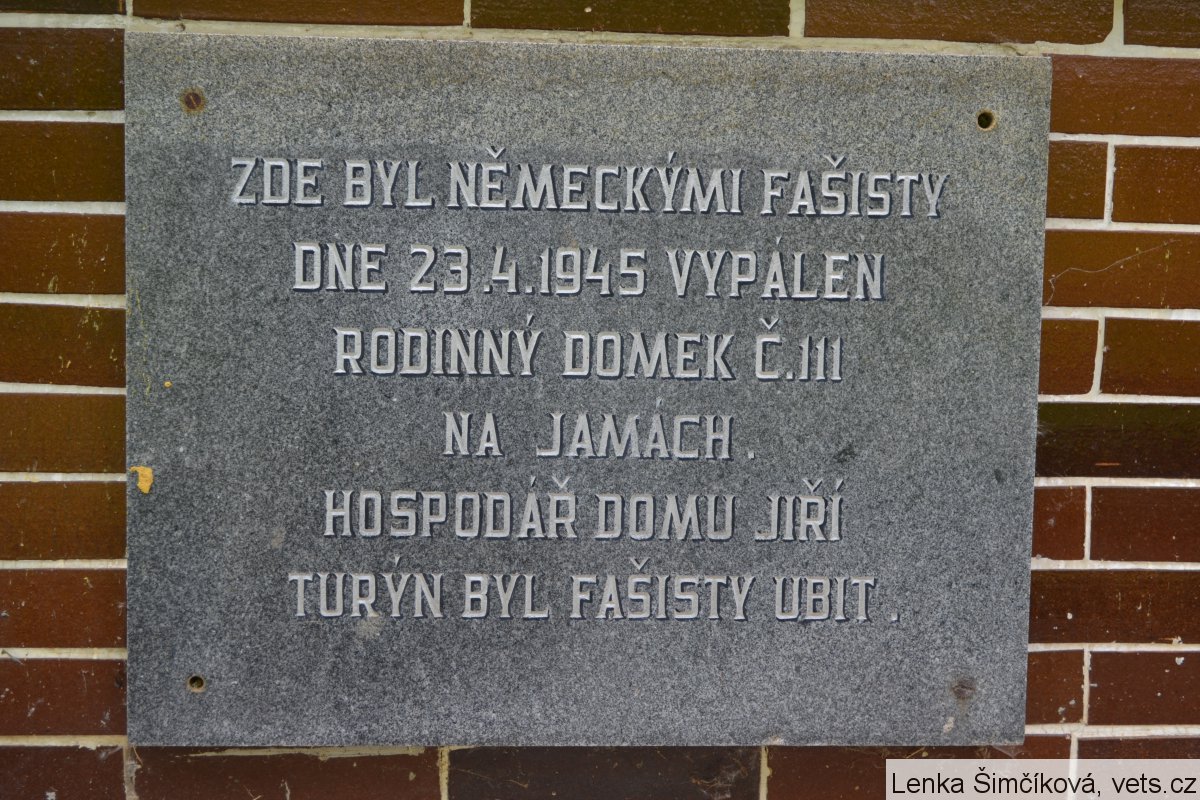 ZDE BYL NĚMECKÝMI FAŠISTY
DNE 23.4.1945 VYPÁLEN
RODINNÝ DOMEK Č.111
NA JAMÁCH.
HOSPODÁŘ DOMU JIŘÍ
TURÝN BYL FAŠISTY UBIT.
Lenka Šimčíková, vets.cz